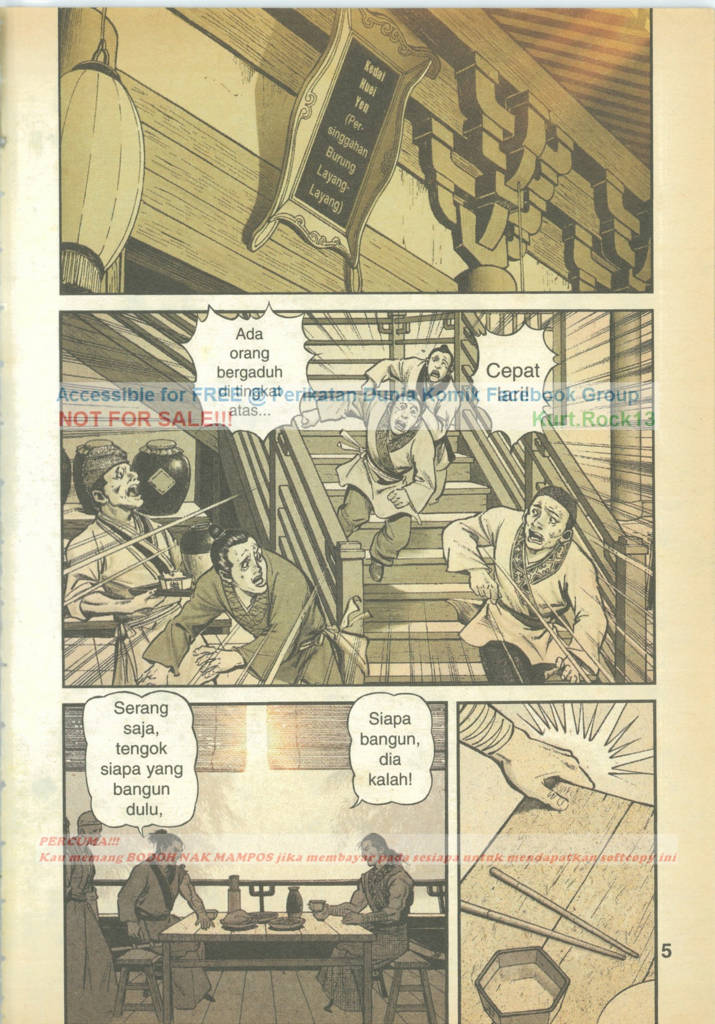 Kedai
Huei
Yen
(Per-
singgahan
Burung
Layang-
Layang)
Ada
orang
bergaduh
di tingkat
atas...
Cepat
lari!
Accessible for FREE @ Perikatan Dunia Komik Facebook Group
NOT FOR SALE!!!
Kurt.Rock13
Serang
saja,
tengok
siapa yang
bangun
dulu,
Siapa
bangun,
dia
kalah!
PERCUMA!!!
Kau memang BODOH NAK MAMPOS jika membayar pada sesiapa untuk mendapatkan softcopy ini
5